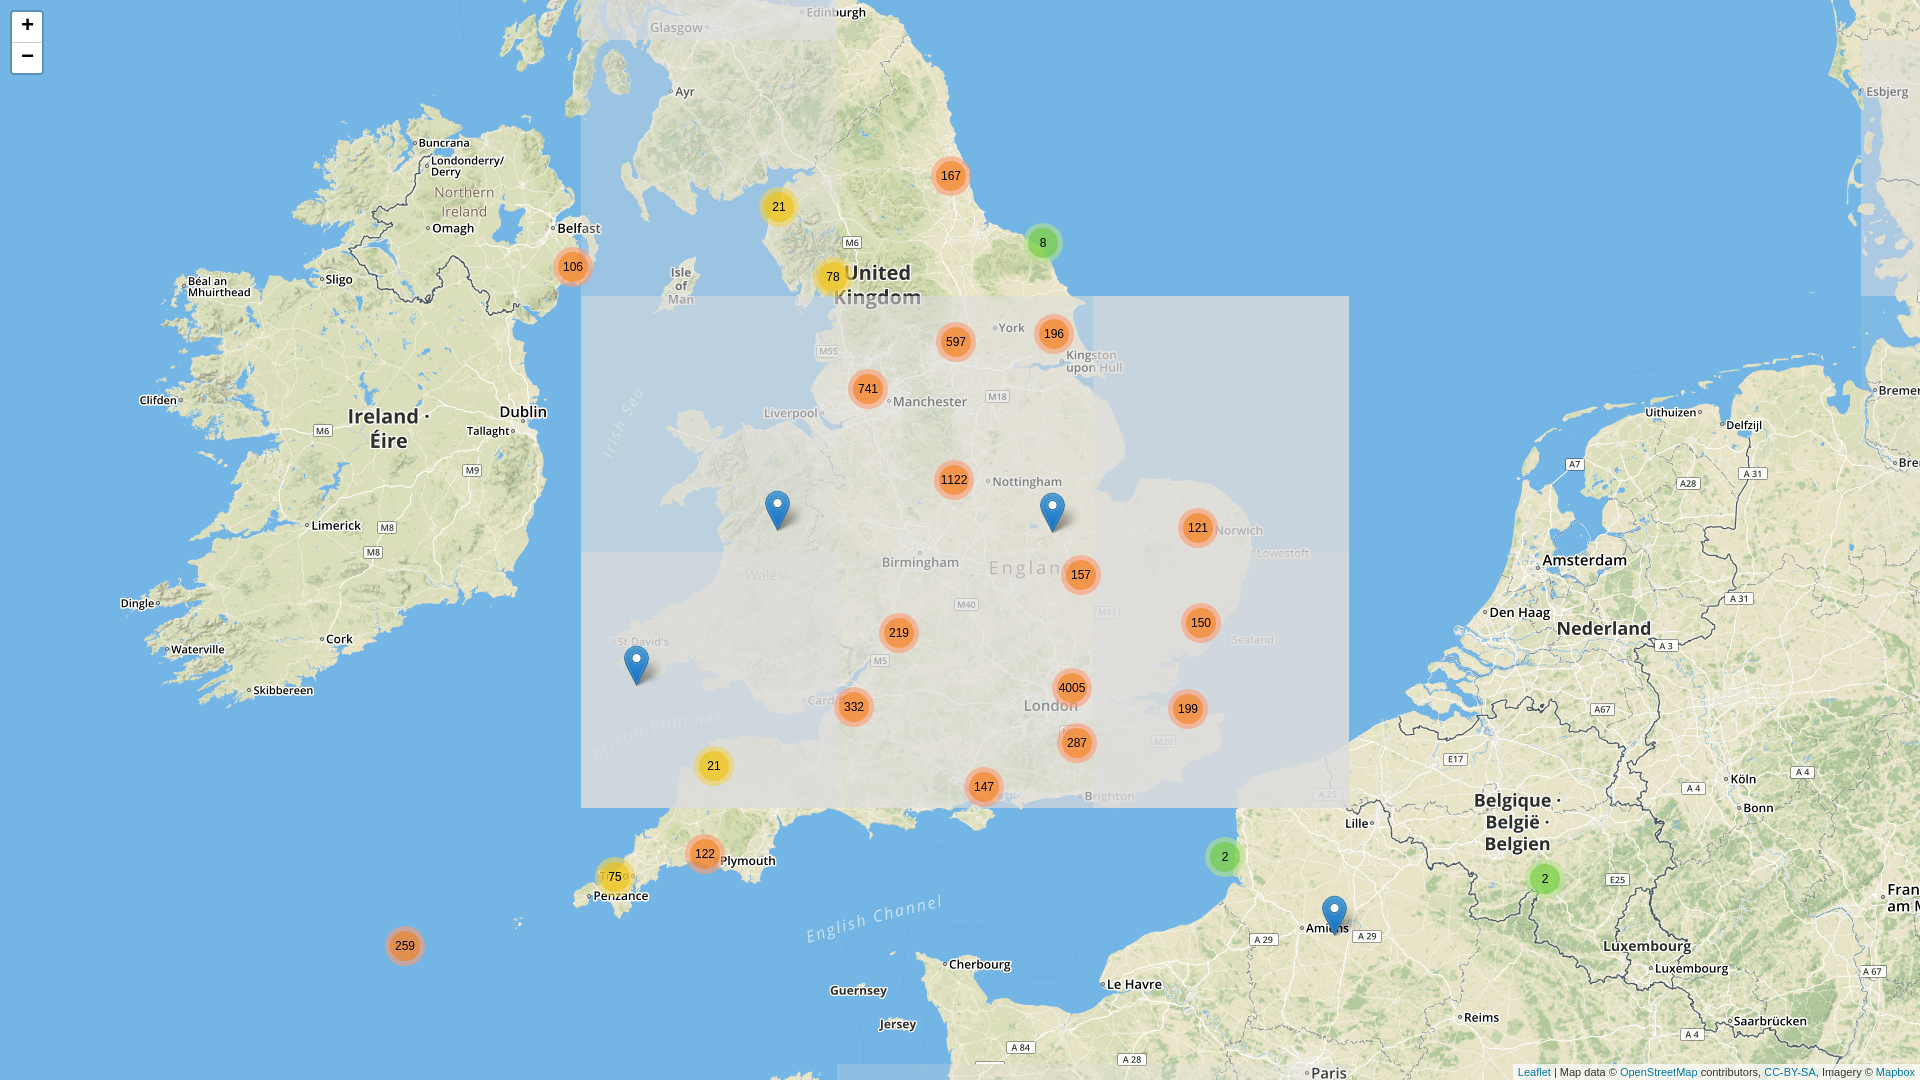 +
−
Edinburgh
Glasgow
Ayr
Esbjerg
Buncrana
Londonderry/
Derry
Northern
Ireland
Omagh
Belfast
167
21
8
M6
106
78
United
Kingdom
Isle
of
Man
Béal an
Mhuirthead
Sligo
York
196
597
M55
Kingston
upon Hull
741
Manchester
M18
Liverpool
Irish Sea
Clifden
Ireland ·
Éire
Dublin
Tallaght
M6
M9
Uithuizen
Delfzijl
A7
A 31
A28
1122
Nottingham
Limerick
M8
M8
121
Norwich
Lowestoft
Birmingham
Englan
157
Wales
Amsterdam
Dingle
M40
M11
150
Sealand
A 31
Den Haag
Nederland
A 3
Cork
Waterville
219
St David's
M5
Skibbereen
4005
London
199
Cardiff
332
Bristol Channel
287
M20
A67
E17
21
147
Brighton
A 25
Köln
A 4
A 4
Bonn
Belgique ·
België ·
Belgien
Lille
122
Plymouth
2
75
Penzance
2
E25
English Channel
Amiens
A 29
A 29
259
Luxembourg
Luxembourg
A 67
Cherbourg
Le Havre
Guernsey
Jersey
Reims
Saarbrücken
A 4
A 84
A 28
Paris
Leaflet | Map data © OpenStreetMap contributors, CC-BY-SA, Imagery © Mapbox